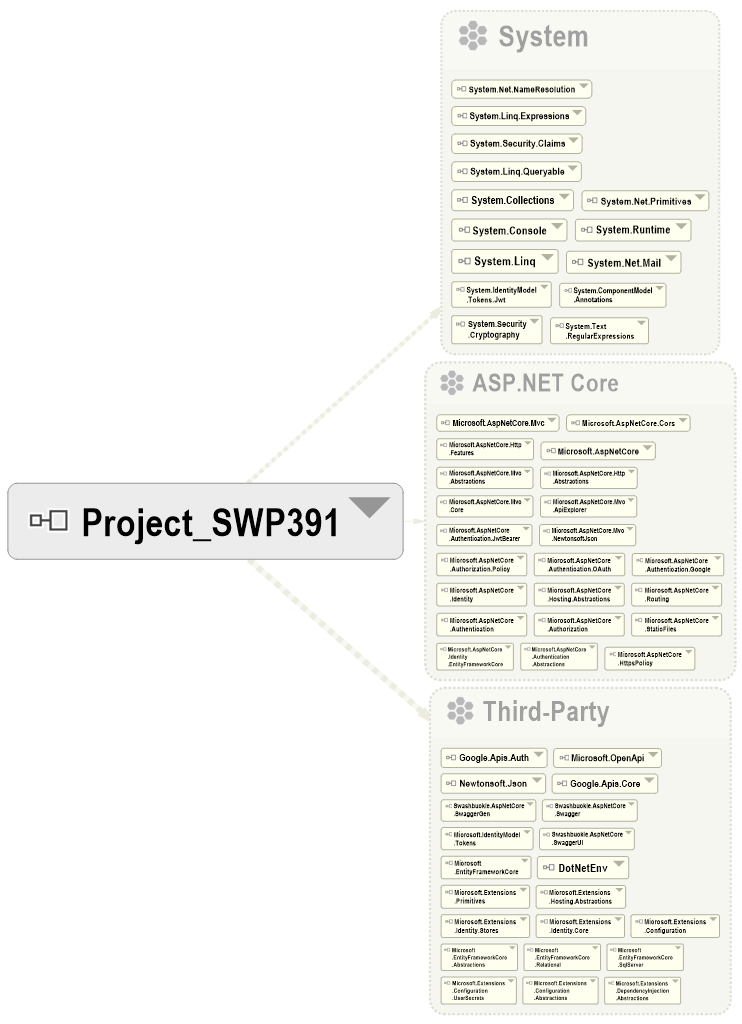 System
System.Net.NameResolution
System.Linq.Expressions
System.Security.Claims
System.Linq.Queryable
System.Collections
System.Net.Primitives
System.Console
System.Runtime
System.Linq
System.Net.Mail
System.IdentityModel
.Tokens.Jwt
System.ComponentModel
.Annotations
System.Security
.Cryptography
System.Text
.RegularExpressions
ASP.NET Core
Microsoft.AspNetCore.Mvc
Microsoft.AspNetCore.Cors
Microsoft.AspNetCore.Http
.Features
Microsoft.AspNetCore
Microsoft.AspNetCore.Mvc
.Abstractions
Microsoft.AspNetCore.Http
.Abstractions
Microsoft.AspNetCore.Mvc
.Core
Microsoft.AspNetCore.Mvc
.ApiExplorer
Microsoft.AspNetCore
.Authentication.JwtBearer
Microsoft.AspNetCore.Mvc
.NewtonsoftJson
Microsoft.AspNetCore
.Authorization.Policy
Microsoft.AspNetCore
.Authentication.OAuth
Microsoft.AspNetCore
.Authentication.Google
Microsoft.AspNetCore
.Identity
Microsoft.AspNetCore
.Hosting.Abstractions
Microsoft.AspNetCore
.Routing
Microsoft.AspNetCore
.Authentication
Microsoft.AspNetCore
.Authorization
Microsoft.AspNetCore
.StaticFiles
Microsoft.AspNetCore
.Identity
.EntityFrameworkCore
Microsoft.AspNetCore
.Authentication
.Abstractions
Microsoft.AspNetCore
.HttpsPolicy
Project_SWP391
Third-Party
Google.Apis.Auth
Microsoft.OpenApi
Newtonsoft.Json
Google.Apis.Core
Swashbuckle.AspNetCore
.SwaggerGen
Swashbuckle.AspNetCore
.Swagger
Microsoft.IdentityModel
.Tokens
Swashbuckle.AspNetCore
.SwaggerUI
Microsoft
.EntityFrameworkCore
DotNetEnv
Microsoft.Extensions
.Primitives
Microsoft.Extensions
.Hosting.Abstractions
Microsoft.Extensions
.Identity.Stores
Microsoft.Extensions
.Identity.Core
Microsoft.Extensions
.Configuration
Microsoft
.EntityFrameworkCore
.Abstractions
Microsoft
.EntityFrameworkCore
.Relational
Microsoft
.EntityFrameworkCore
.SqlServer
Microsoft.Extensions
.Configuration
.UserSecrets
Microsoft.Extensions
.Configuration
.Abstractions
Microsoft.Extensions
.DependencyInjection
.Abstractions